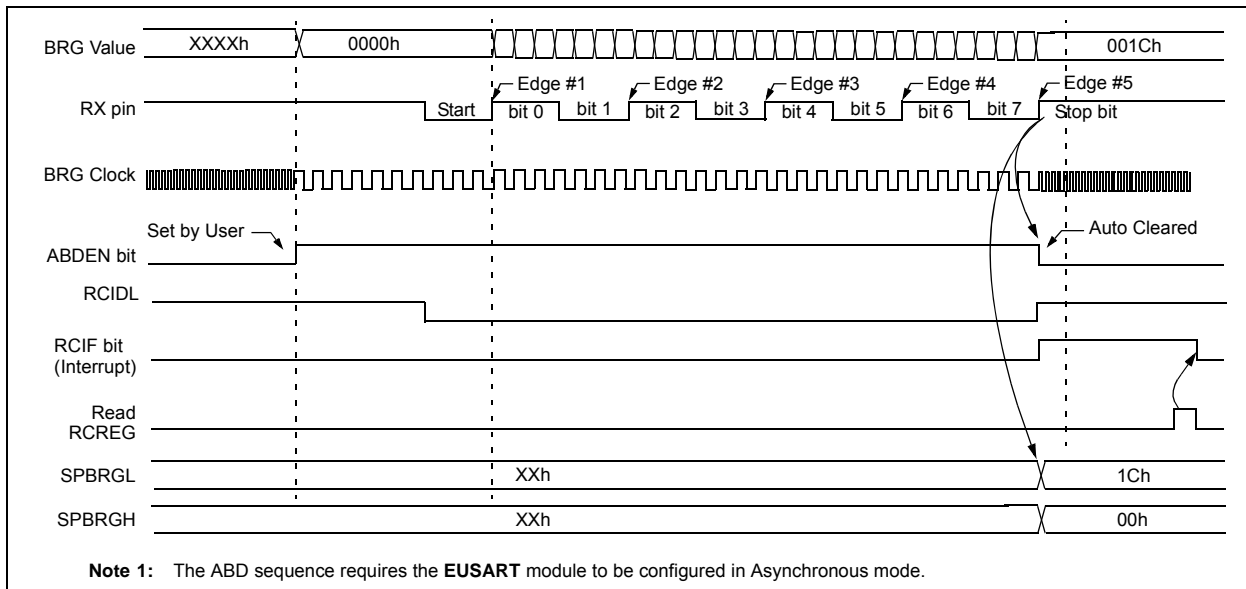 BRG Value XXXXh 0000h 001Ch
Edge #1 Edge #2 Edge #3 Edge #4 Edge #5
RX pin Start bit 0 bit 1 bit 2 bit 3 bit 4 bit 5 bit 6 bit 7 Stop bit
BRG Clock
Set by User Auto Cleared
ABDEN bit
RCIDL
RCIF bit
(Interrupt)
Read
RCREG
SPBRGL XXh 1Ch
SPBRGH XXh 00h
Note 1: The ABD sequence requires the EUSART module to be configured in Asynchronous mode.